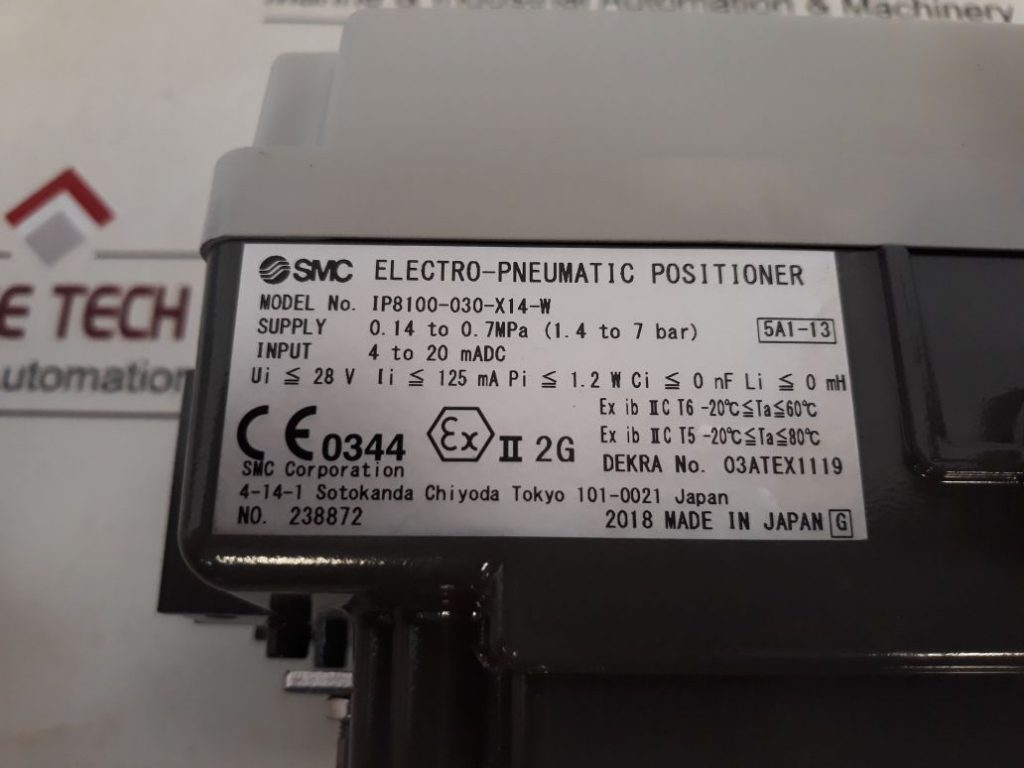 Marine & Industrial Automation & Machinery
E TECH
utomation
SMC ELECTRO-PNEUMATIC POSITIONER
MODEL No. IP8100-030-X14-W
SUPPLY 0.14 to 0.7MPa (1.4 to 7 bar) 5A1-13
INPUT 4 to 20 mADC
Ui ≦ 28 V Ii ≦ 125 mA Pi ≦ 1.2 W Ci ≦ 0 nF Li ≦ 0 mH
Ex ib ⅡC T6 -20℃≦Ta≦60℃
Ex ib ⅡC T5 -20℃≦Ta≦80℃
CE 0344 Ex Ⅱ 2G
DEKRA No. 03ATEX1119
SMC Corporation
4-14-1 Sotokanda Chiyoda Tokyo 101-0021 Japan
NO. 238872 2018 MADE IN JAPAN G